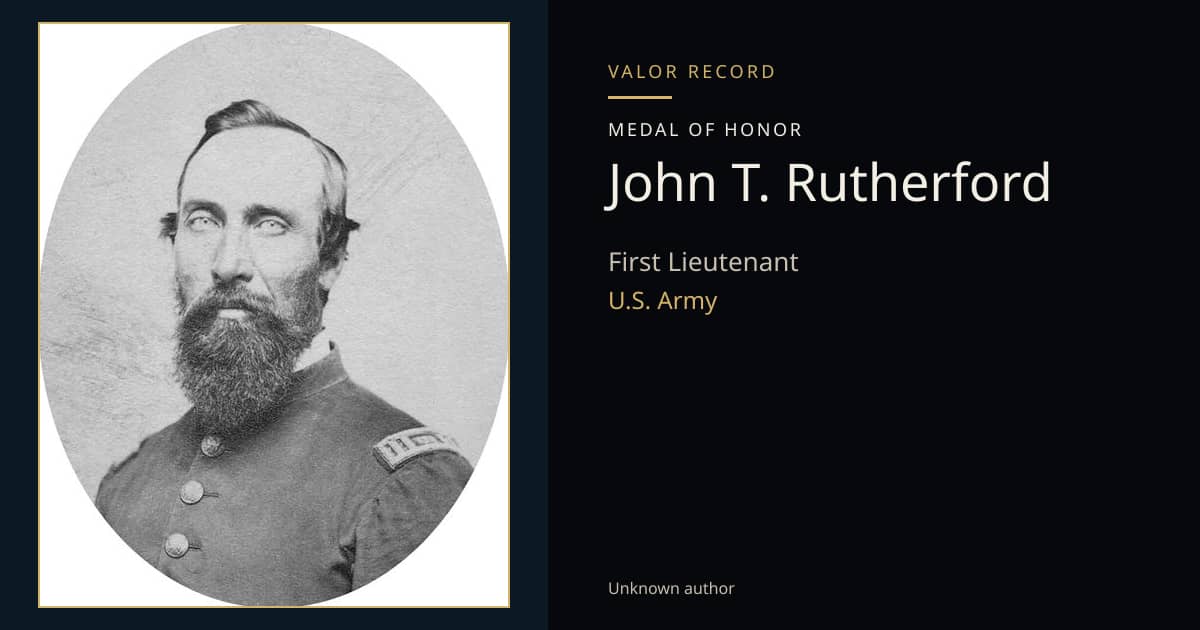 VALOR RECORD
MEDAL OF HONOR
John T. Rutherford
First Lieutenant
U.S. Army
Unknown author